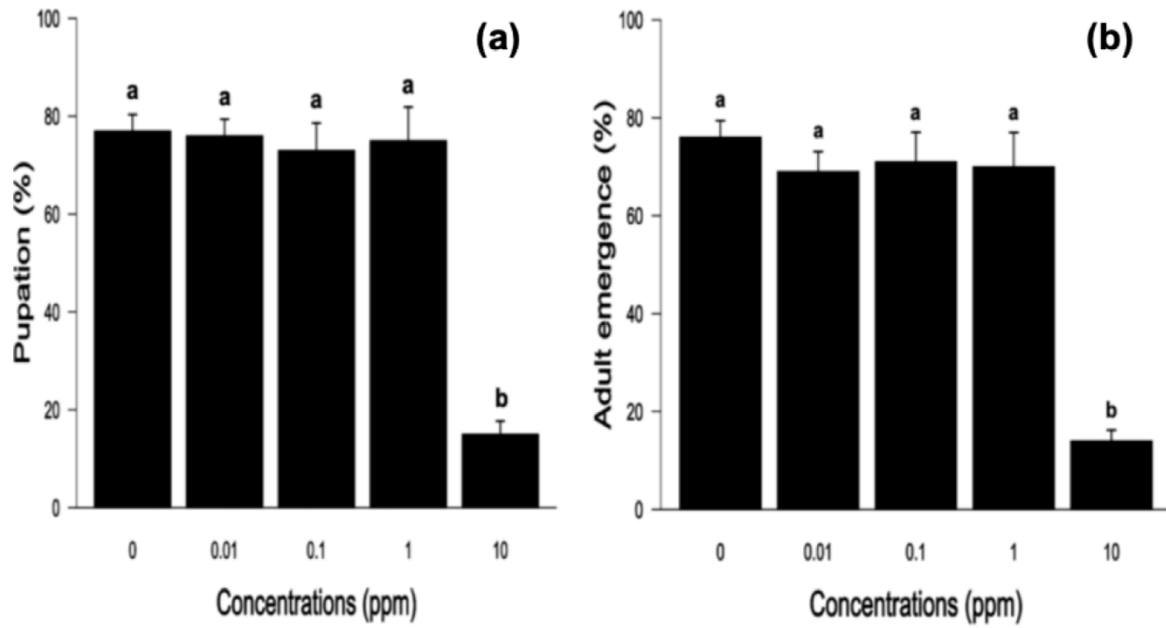 (a)
100
80
60
40
20
0
Pupation (%)
a a a a b
0 0.01 0.1 1 10
Concentrations (ppm)
(b)
100
80
60
40
20
0
Adult emergence (%)
a a a a b
0 0.01 0.1 1 10
Concentrations (ppm)